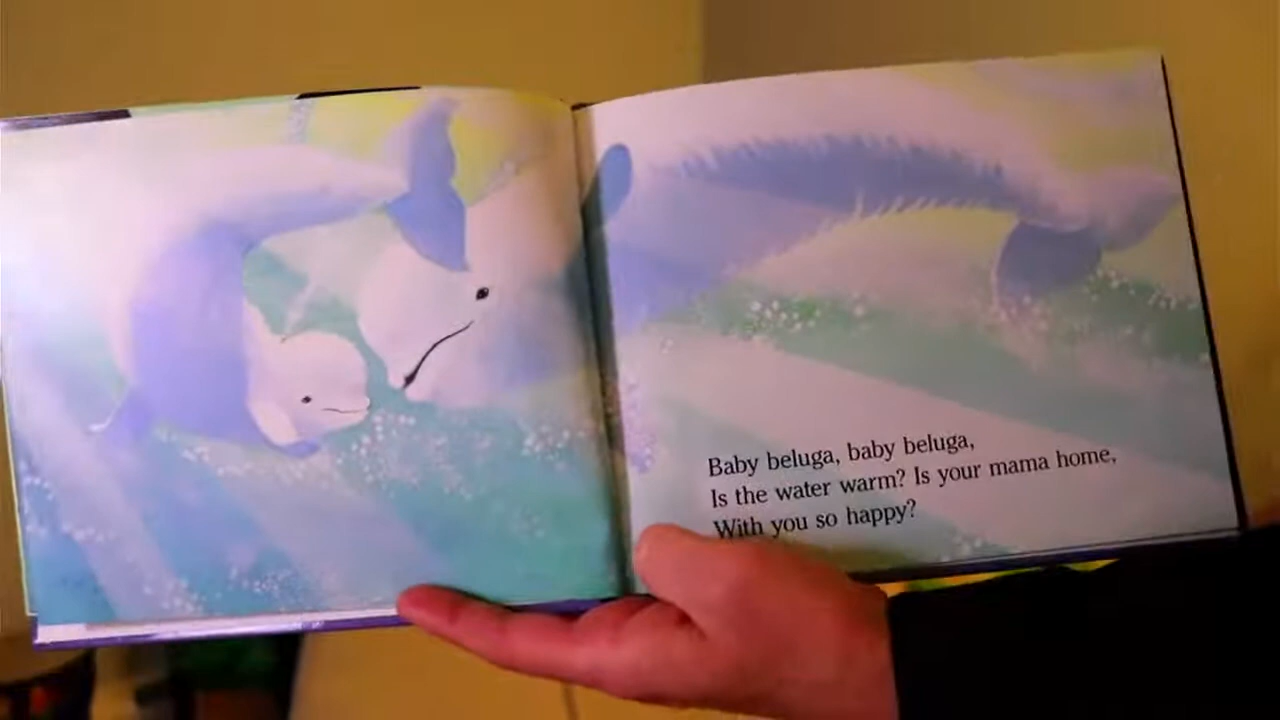 Baby beluga, baby beluga,
Is the water warm? Is your mama home,
With you so happy?